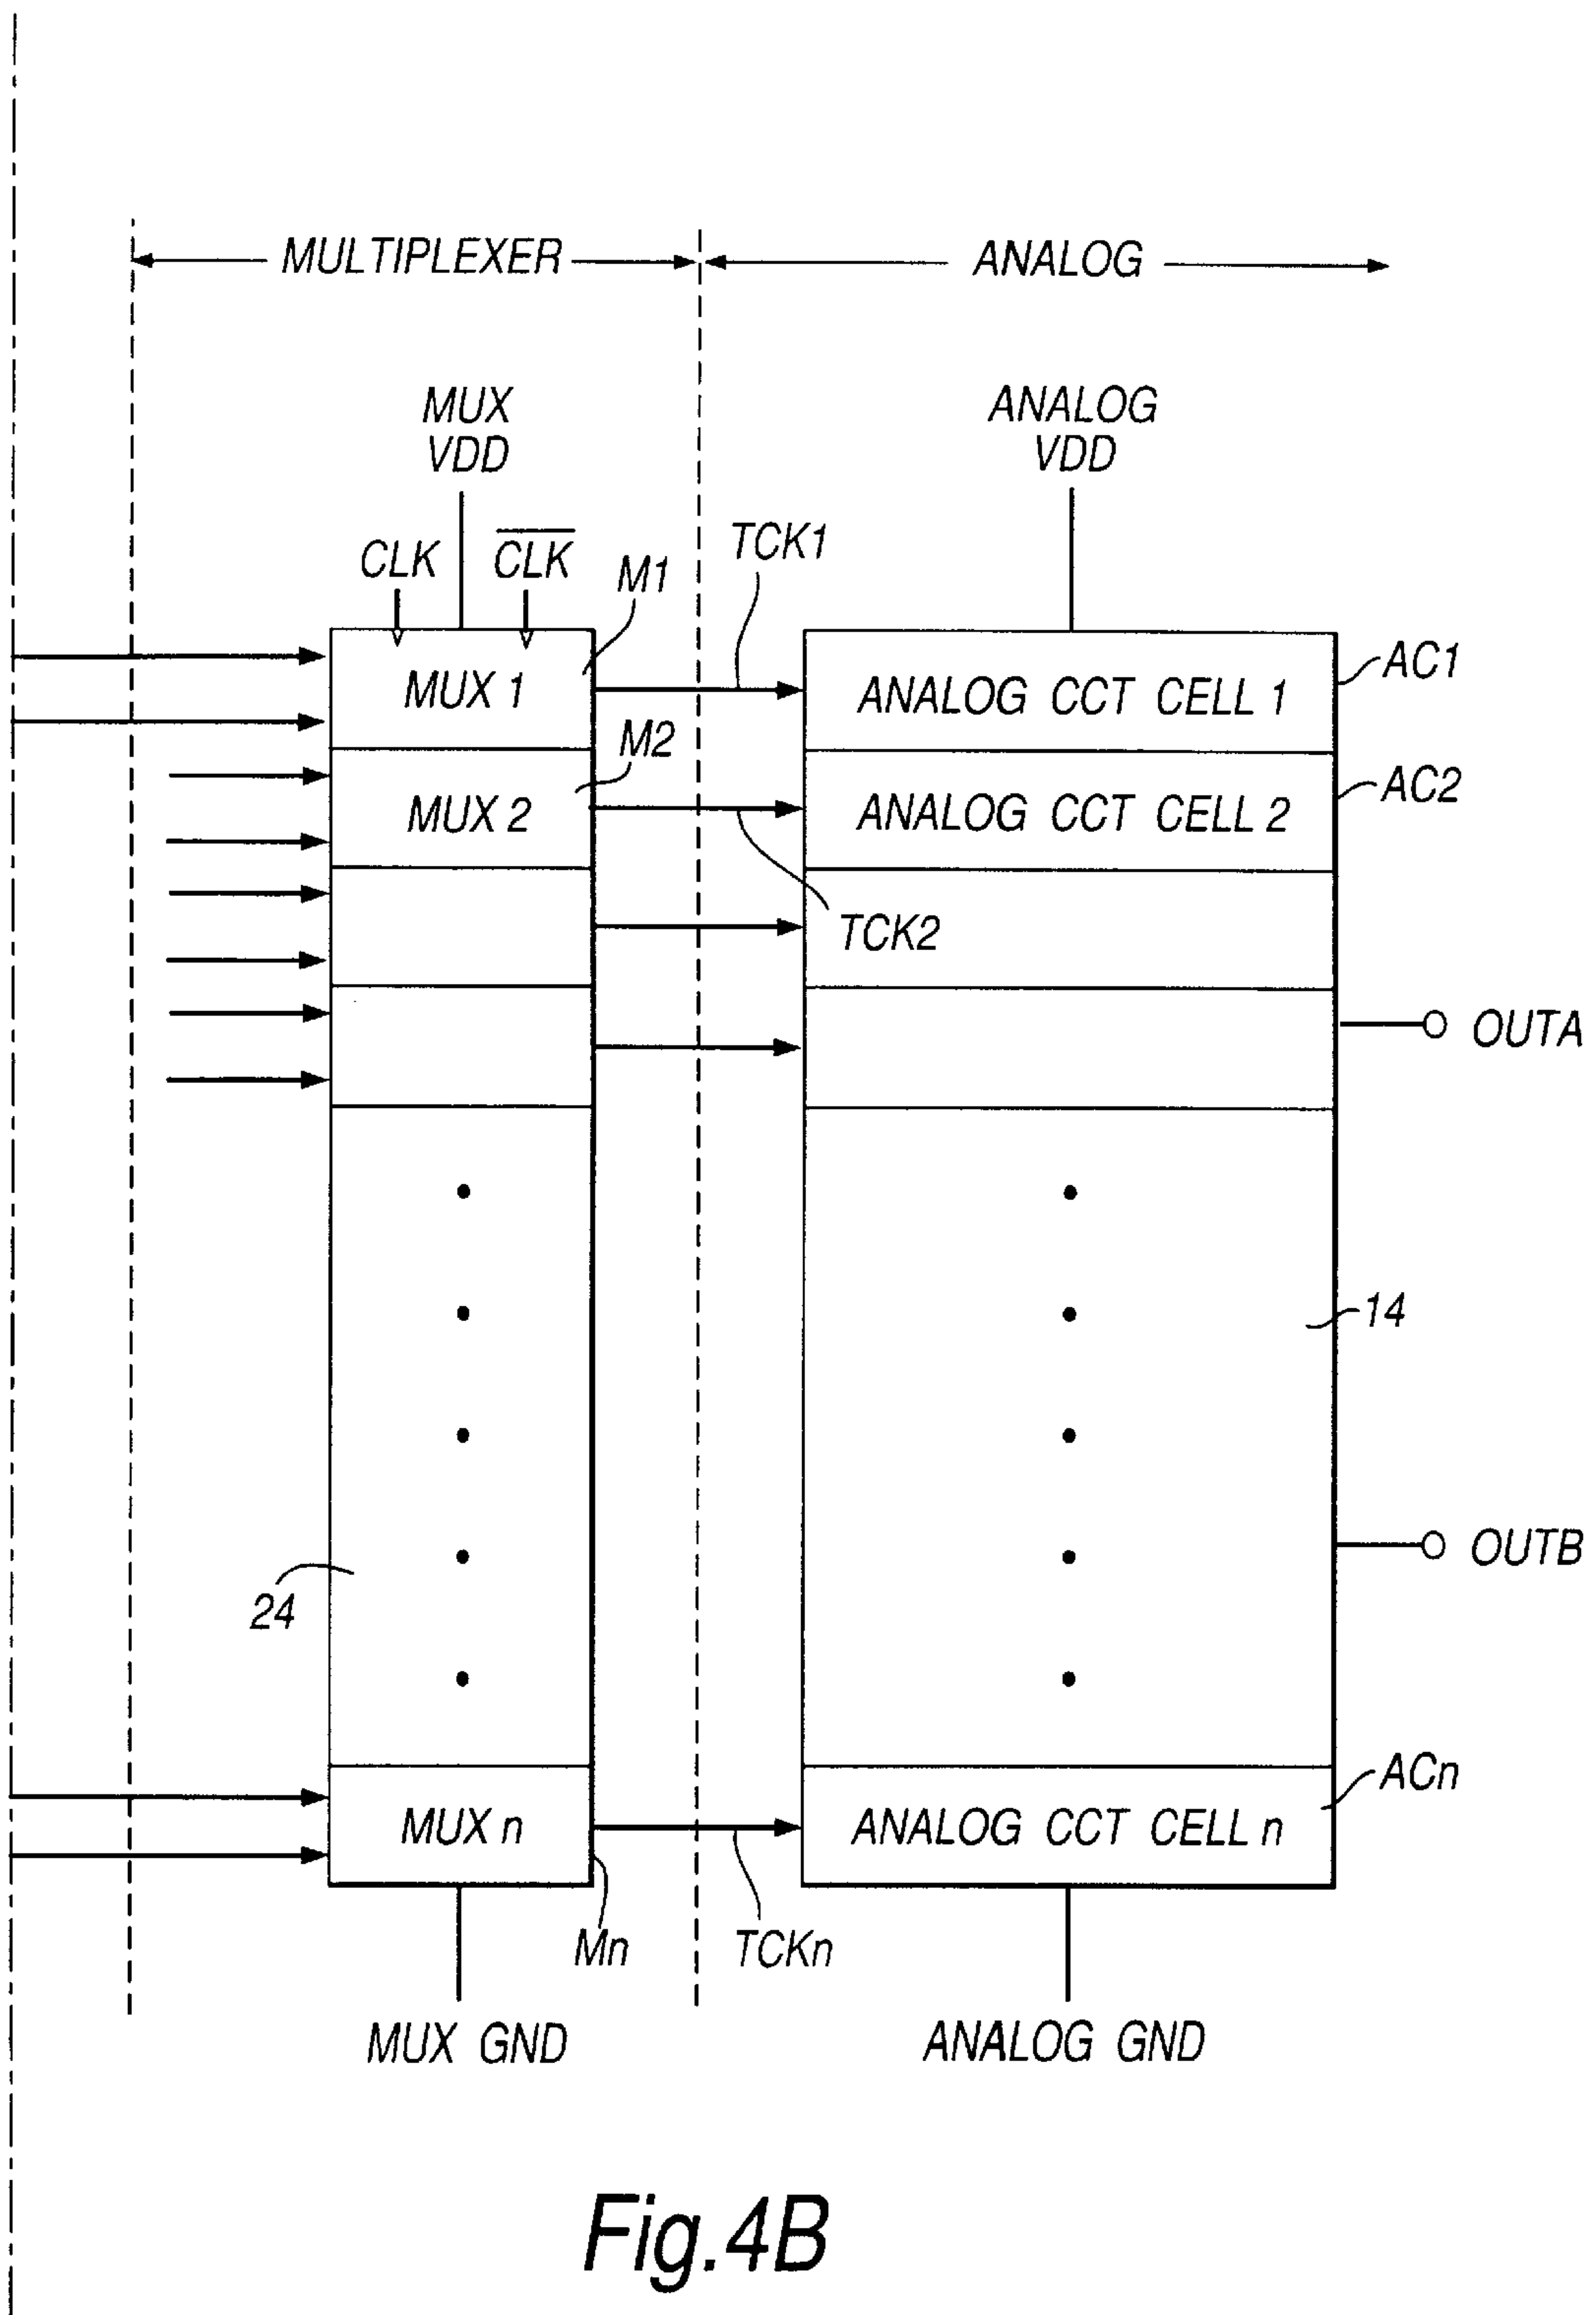 MULTIPLEXER
ANALOG
MUX
VDD
ANALOG
VDD
CLK
CLK
M1
TCK1
MUX 1
ANALOG CCT CELL 1
AC1
M2
MUX 2
ANALOG CCT CELL 2
AC2
TCK2
OUTA
14
OUTB
24
MUX n
ANALOG CCT CELL n
ACn
Mn
TCKn
MUX GND
ANALOG GND
Fig.4B